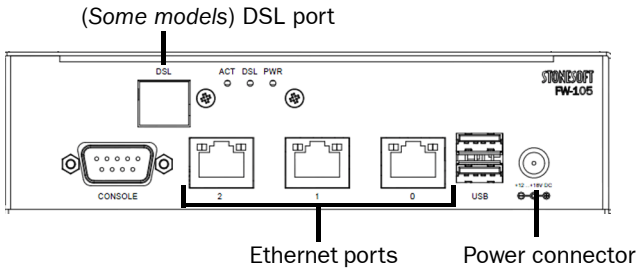 (Some models) DSL port
DSL
ACT DSL PWR
STONESOFT
FW-105
CONSOLE
2
1
0
USB
+12...+18V DC
Ethernet ports
Power connector